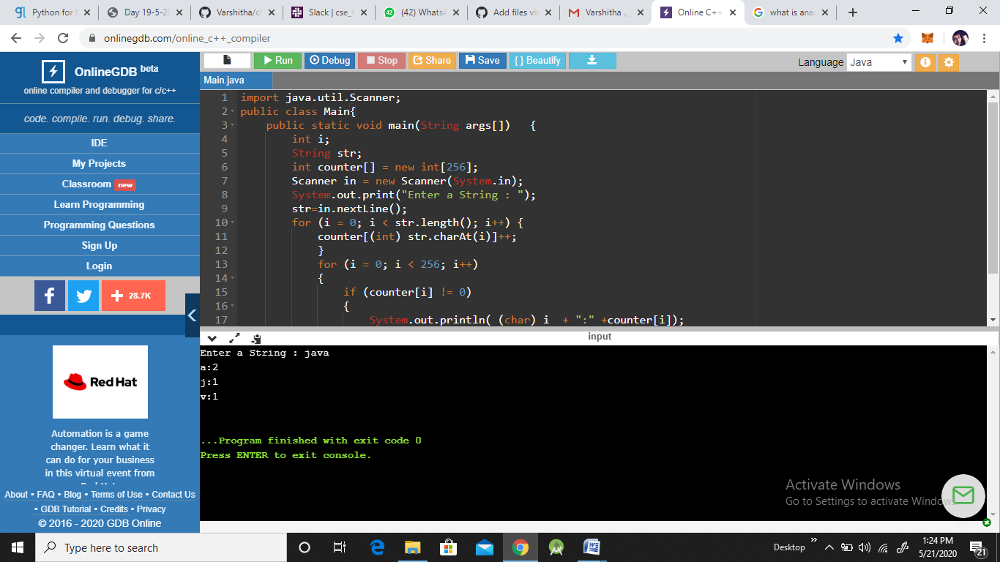 Python for
Day 19-5-2
Varshitha/c
Slack | cse_
(42) Whats
Add files via
Varshitha .
Online C++
what is ana
onlinegdb.com/online_c++_compiler
OnlineGDB beta
online compiler and debugger for c/c++
code. compile. run. debug. share.
IDE
My Projects
Classroom new
Learn Programming
Programming Questions
Sign Up
Login
28.7K
Red Hat
Automation is a game
changer. Learn what it
can do for your business
in this virtual event from
About • FAQ • Blog • Terms of Use • Contact Us
• GDB Tutorial • Credits • Privacy
© 2016 - 2020 GDB Online
Run Debug Stop Share Save { } Beautify
Language Java
Main.java
1 import java.util.Scanner;
2 public class Main{
3 public static void main(String args[]) {
4 int i;
5 String str;
6 int counter[] = new int[256];
7 Scanner in = new Scanner(System.in);
8 System.out.print("Enter a String : ");
9 str=in.nextLine();
10 for (i = 0; i < str.length(); i++) {
11 counter[(int) str.charAt(i)]++;
12 }
13 for (i = 0; i < 256; i++)
14 {
15 if (counter[i] != 0)
16 {
17 System.out.println( (char) i + ":" +counter[i]);
input
Enter a String : java
a:2
j:1
v:1
...Program finished with exit code 0
Press ENTER to exit console.
Activate Windows
Go to Settings to activate Windows.
Type here to search
Desktop
1:24 PM
5/21/2020
21